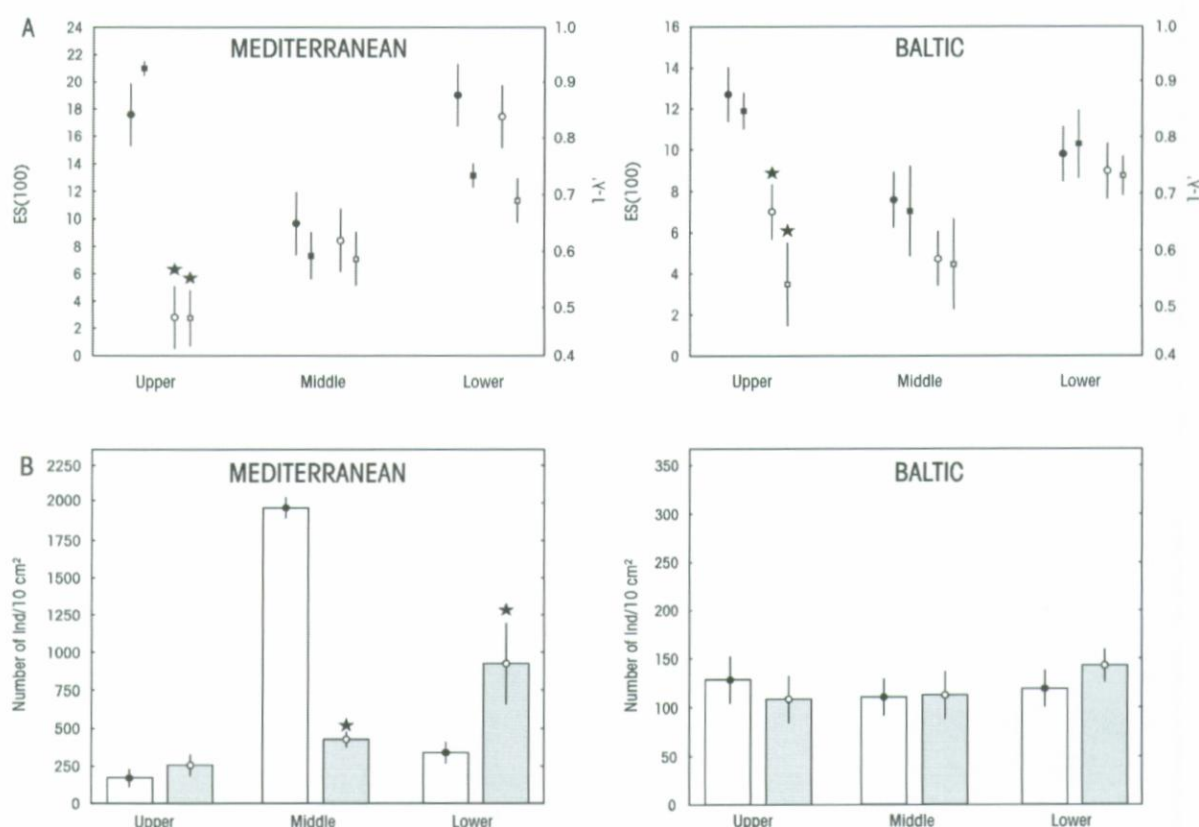 A
MEDITERRANEAN
24
22
20
18
16
14
12
10
8
6
4
2
0
ES(100)
1.0
0.9
0.8
0.7
0.6
0.5
0.4
1-λ'
Upper
Middle
Lower
BALTIC
16
14
12
10
8
6
4
2
0
ES(100)
1.0
0.9
0.8
0.7
0.6
0.5
0.4
1-λ'
Upper
Middle
Lower
B
MEDITERRANEAN
2250
2000
1750
1500
1250
1000
750
500
250
0
Number of Ind/10 cm²
Upper
Middle
Lower
BALTIC
350
300
250
200
150
100
50
0
Number of Ind/10 cm²
Upper
Middle
Lower